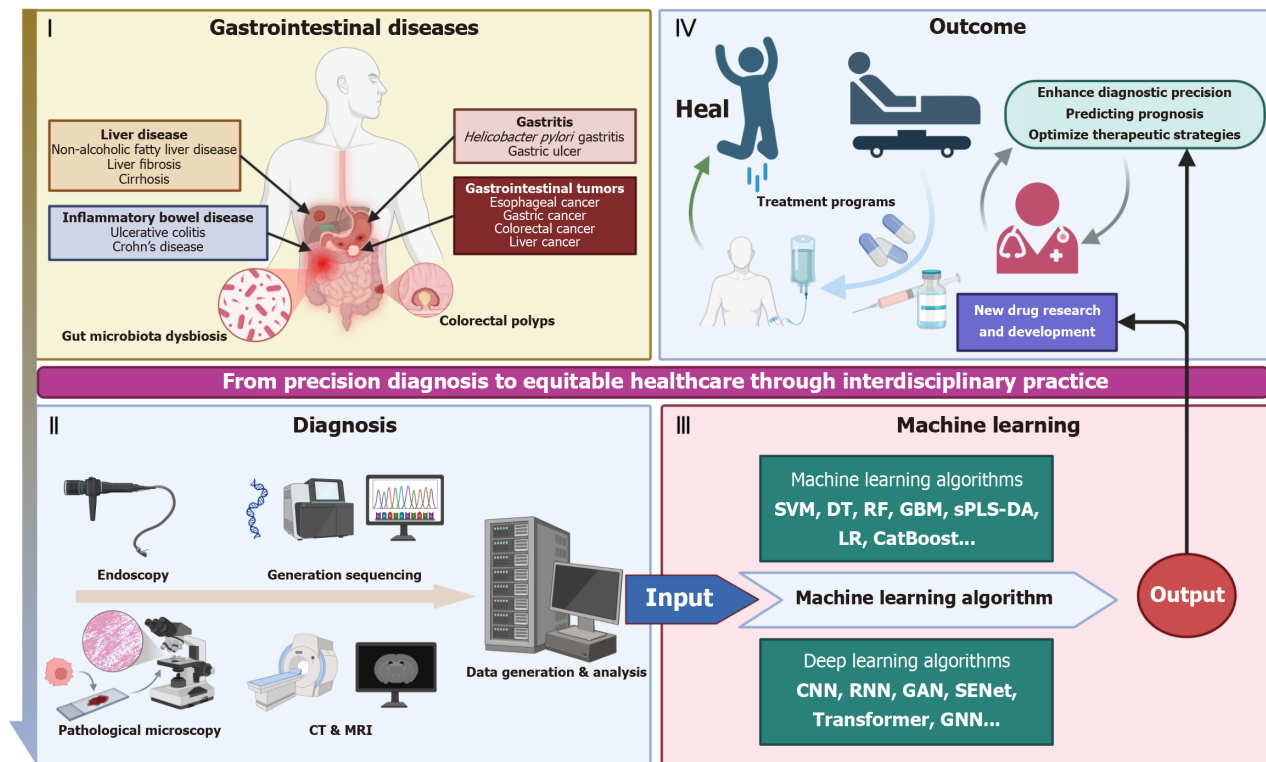 I
Gastrointestinal diseases
Liver disease
Non-alcoholic fatty liver disease
Liver fibrosis
Cirrhosis
Gastritis
Helicobacter pylori gastritis
Gastric ulcer
Inflammatory bowel disease
Ulcerative colitis
Crohn's disease
Gastrointestinal tumors
Esophageal cancer
Gastric cancer
Colorectal cancer
Liver cancer
Gut microbiota dysbiosis
Colorectal polyps
IV
Outcome
Heal
Enhance diagnostic precision
Predicting prognosis
Optimize therapeutic strategies
Treatment programs
New drug research
and development
From precision diagnosis to equitable healthcare through interdisciplinary practice
II
Diagnosis
Endoscopy
Generation sequencing
Pathological microscopy
CT & MRI
Data generation & analysis
Input
III
Machine learning
Machine learning algorithms
SVM, DT, RF, GBM, sPLS-DA,
LR, CatBoost...
Machine learning algorithm
Output
Deep learning algorithms
CNN, RNN, GAN, SENet,
Transformer, GNN...